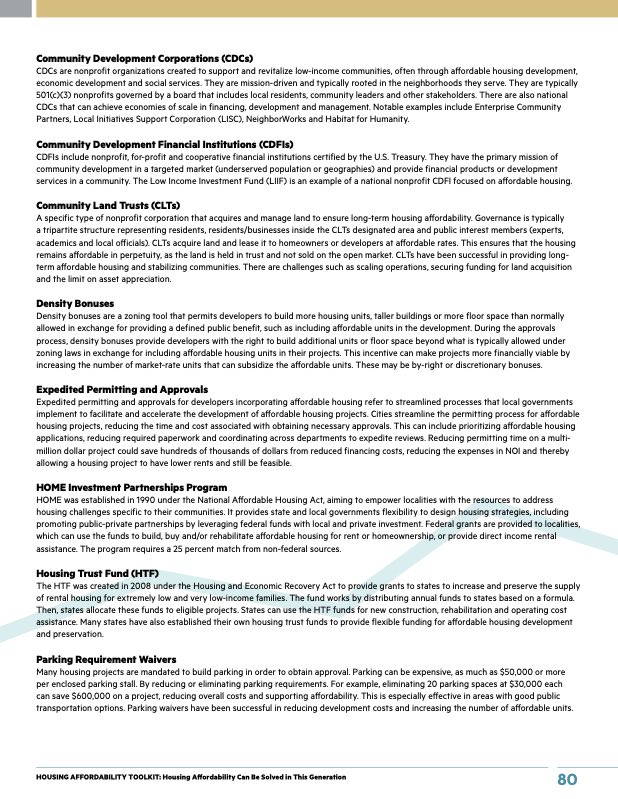 Community Development Corporations (CDCs)
CDCs are nonprofit organizations created to support and revitalize low-income communities, often through affordable housing development,
economic development and social services. They are mission-driven and typically rooted in the neighborhoods they serve. They are typically
501(c)(3) nonprofits governed by a board that includes local residents, community leaders and other stakeholders. There are also national
CDCs that can achieve economies of scale in financing, development and management. Notable examples include Enterprise Community
Partners, Local Initiatives Support Corporation (LISC), NeighborWorks and Habitat for Humanity.
Community Development Financial Institutions (CDFIs)
CDFIs include nonprofit, for-profit and cooperative financial institutions certified by the U.S. Treasury. They have the primary mission of
community development in a targeted market (underserved population or geographies) and provide financial products or development
services in a community. The Low Income Investment Fund (LIIF) is an example of a national nonprofit CDFI focused on affordable housing.
Community Land Trusts (CLTs)
A specific type of nonprofit corporation that acquires and manage land to ensure long-term housing affordability. Governance is typically
a tripartite structure representing residents, residents/businesses inside the CLTs designated area and public interest members (experts,
academics and local officials). CLTs acquire land and lease it to homeowners or developers at affordable rates. This ensures that the housing
remains affordable in perpetuity, as the land is held in trust and not sold on the open market. CLTs have been successful in providing long-
term affordable housing and stabilizing communities. There are challenges such as scaling operations, securing funding for land acquisition
and the limit on asset appreciation.
Density Bonuses
Density bonuses are a zoning tool that permits developers to build more housing units, taller buildings or more floor space than normally
allowed in exchange for providing a defined public benefit, such as including affordable units in the development. During the approvals
process, density bonuses provide developers with the right to build additional units or floor space beyond what is typically allowed under
zoning laws in exchange for including affordable housing units in their projects. This incentive can make projects more financially viable by
increasing the number of market-rate units that can subsidize the affordable units. These may be by-right or discretionary bonuses.
Expedited Permitting and Approvals
Expedited permitting and approvals for developers incorporating affordable housing refer to streamlined processes that local governments
implement to facilitate and accelerate the development of affordable housing projects. Cities streamline the permitting process for affordable
housing projects, reducing the time and cost associated with obtaining necessary approvals. This can include prioritizing affordable housing
applications, reducing required paperwork and coordinating across departments to expedite reviews. Reducing permitting time on a multi-
million dollar project could save hundreds of thousands of dollars from reduced financing costs, reducing the expenses in NOI and thereby
allowing a housing project to have lower rents and still be feasible.
HOME Investment Partnerships Program
HOME was established in 1990 under the National Affordable Housing Act, aiming to empower localities with the resources to address
housing challenges specific to their communities. It provides state and local governments flexibility to design housing strategies, including
promoting public-private partnerships by leveraging federal funds with local and private investment. Federal grants are provided to localities,
which can use the funds to build, buy and/or rehabilitate affordable housing for rent or homeownership, or provide direct income rental
assistance. The program requires a 25 percent match from non-federal sources.
Housing Trust Fund (HTF)
The HTF was created in 2008 under the Housing and Economic Recovery Act to provide grants to states to increase and preserve the supply
of rental housing for extremely low and very low-income families. The fund works by distributing annual funds to states based on a formula.
Then, states allocate these funds to eligible projects. States can use the HTF funds for new construction, rehabilitation and operating cost
assistance. Many states have also established their own housing trust funds to provide flexible funding for affordable housing development
and preservation.
Parking Requirement Waivers
Many housing projects are mandated to build parking in order to obtain approval. Parking can be expensive, as much as $50,000 or more
per enclosed parking stall. By reducing or eliminating parking requirements. For example, eliminating 20 parking spaces at $30,000 each
can save $600,000 on a project, reducing overall costs and supporting affordability. This is especially effective in areas with good public
transportation options. Parking waivers have been successful in reducing development costs and increasing the number of affordable units.
HOUSING AFFORDABILITY TOOLKIT: Housing Affordability Can Be Solved in This Generation
80